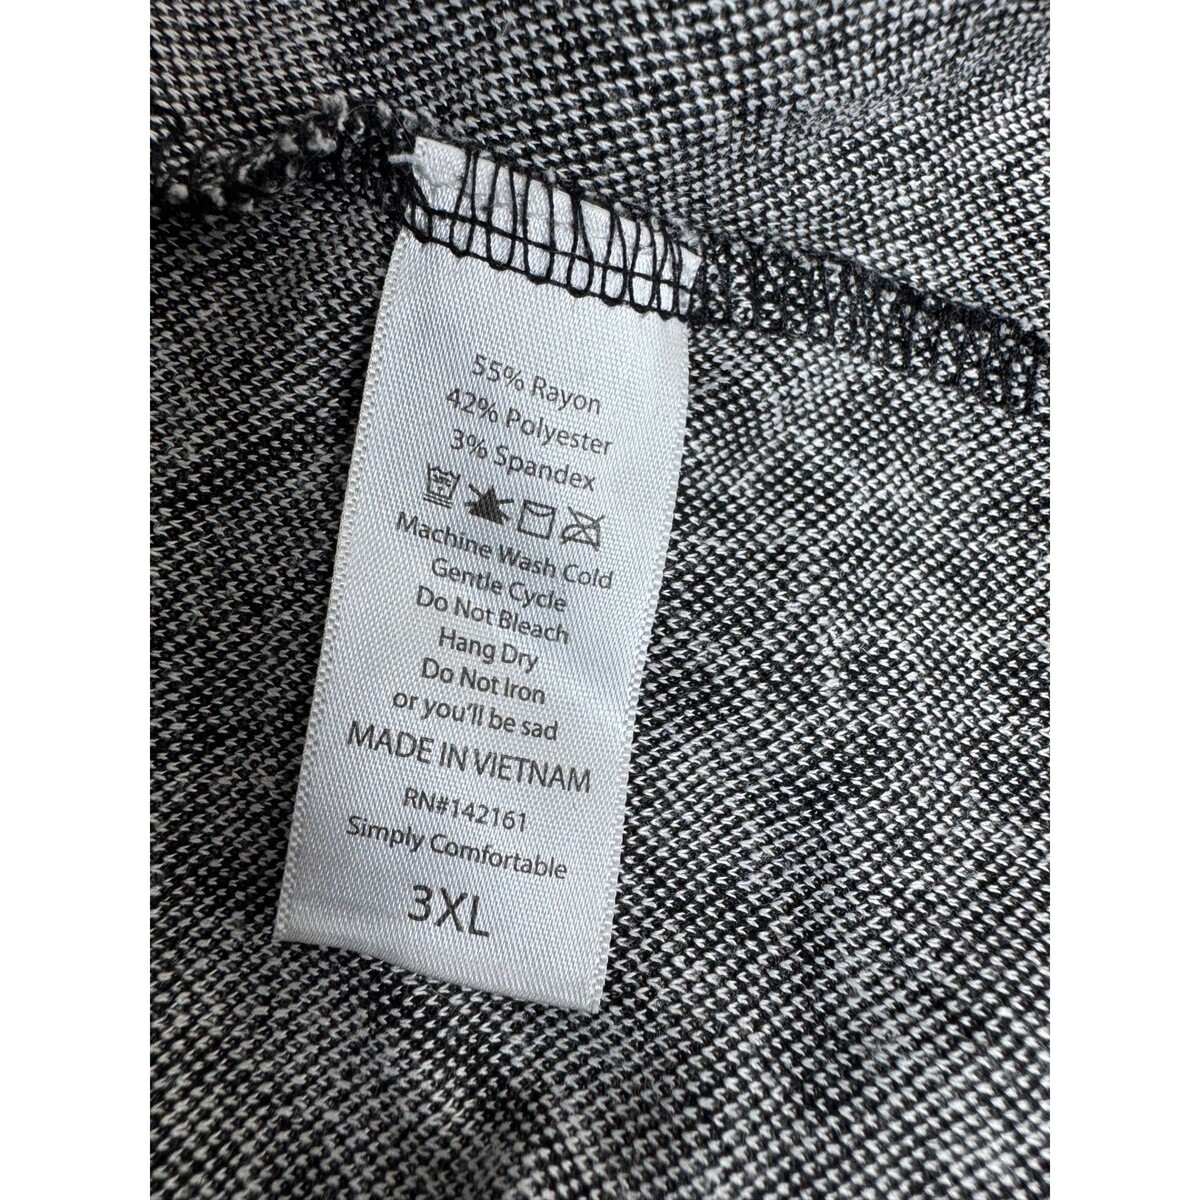 55% Rayon
42% Polyester
3% Spandex
Machine Wash Cold
Gentle Cycle
Do Not Bleach
Hang Dry
Do Not Iron
or you'll be sad
MADE IN VIETNAM
RN#142161
Simply Comfortable
3XL